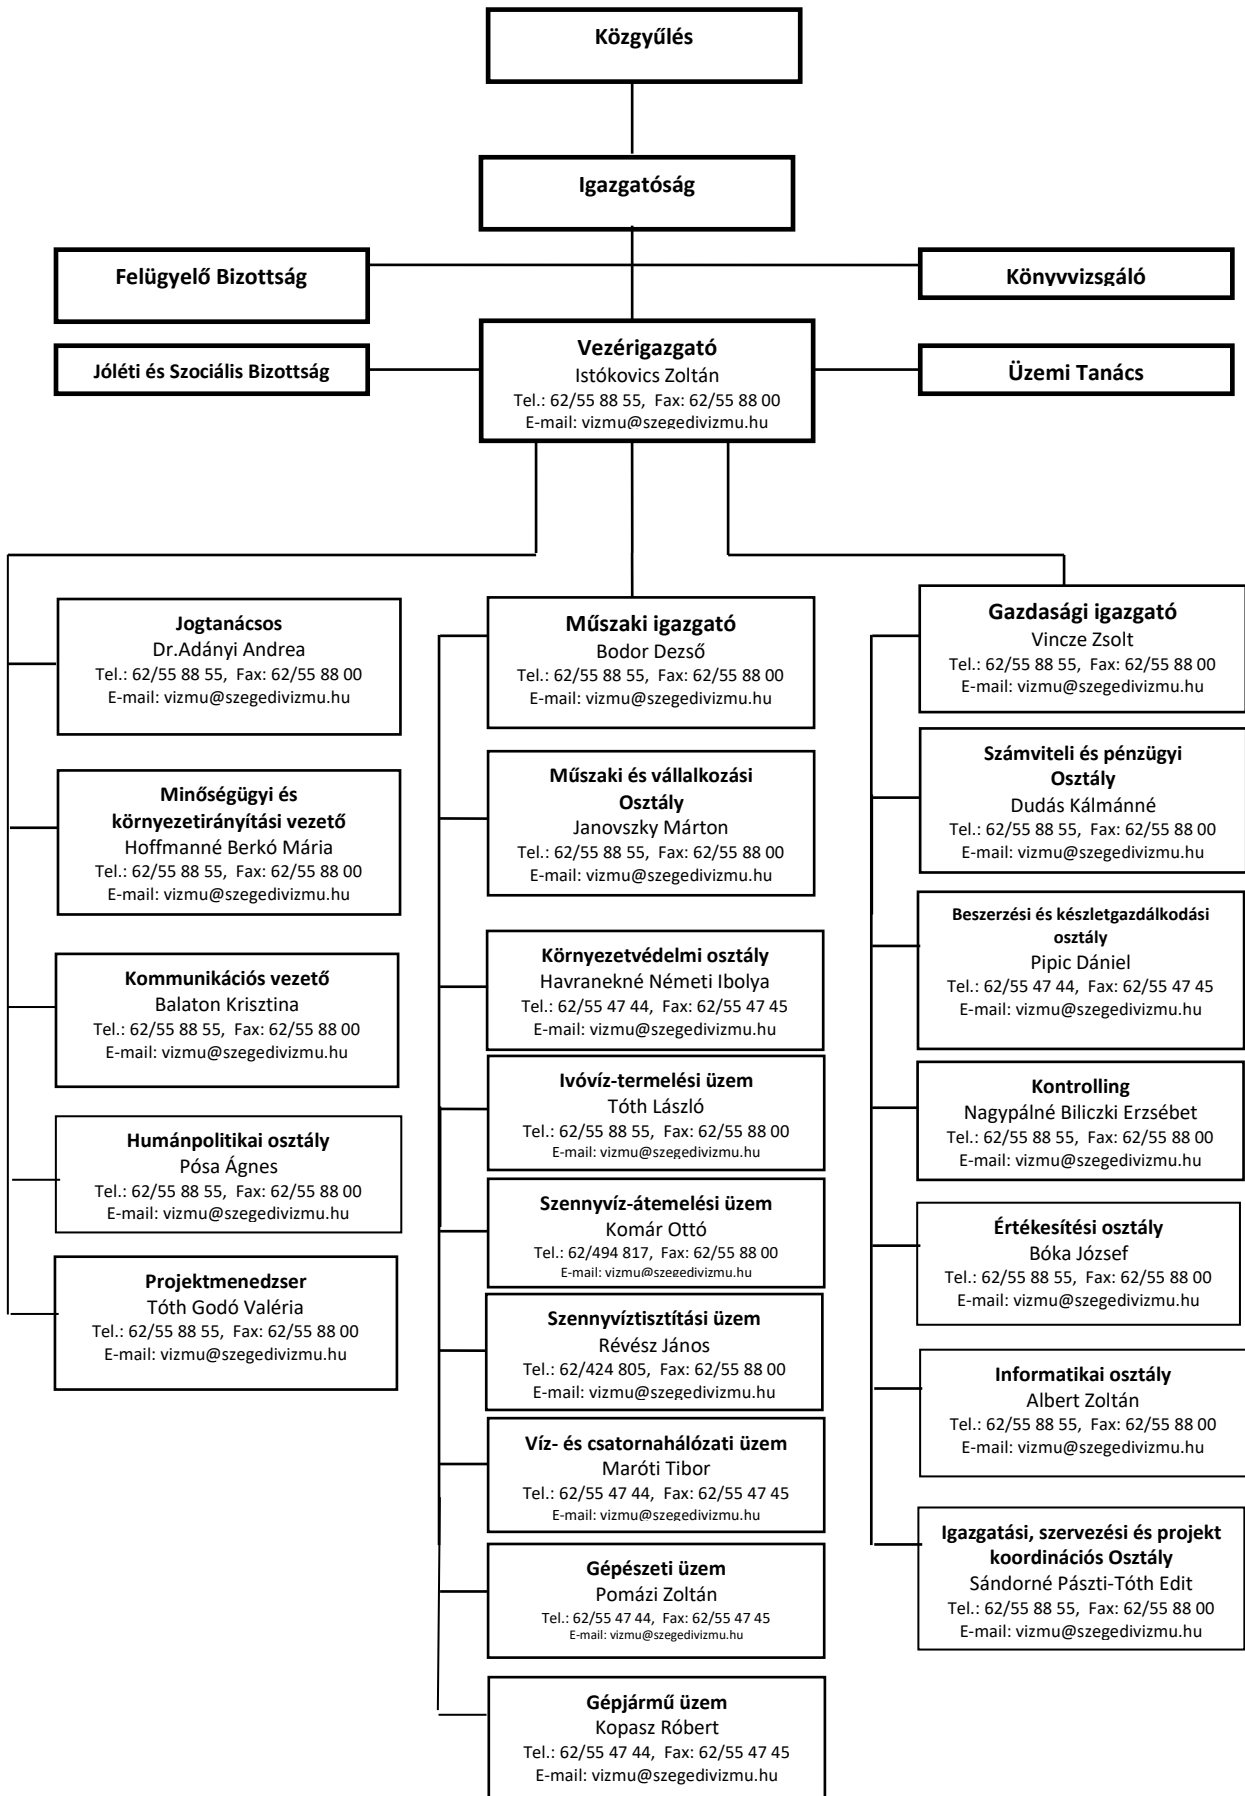 Közgyűlés
Igazgatóság
Felügyelő Bizottság
Könyvvizsgáló
Jóléti és Szociális Bizottság
Vezérigazgató
Istókovics Zoltán
Tel.: 62/55 88 55, Fax: 62/55 88 00
E-mail: vizmu@szegedivizmu.hu
Üzemi Tanács
Jogtanácsos
Dr.Adányi Andrea
Tel.: 62/55 88 55, Fax: 62/55 88 00
E-mail: vizmu@szegedivizmu.hu
Minőségügyi és
környezetirányítási vezető
Hoffmanné Berkó Mária
Tel.: 62/55 88 55, Fax: 62/55 88 00
E-mail: vizmu@szegedivizmu.hu
Kommunikációs vezető
Balaton Krisztina
Tel.: 62/55 88 55, Fax: 62/55 88 00
E-mail: vizmu@szegedivizmu.hu
Humánpolitikai osztály
Pósa Ágnes
Tel.: 62/55 88 55, Fax: 62/55 88 00
E-mail: vizmu@szegedivizmu.hu
Projektmenedzser
Tóth Godó Valéria
Tel.: 62/55 88 55, Fax: 62/55 88 00
E-mail: vizmu@szegedivizmu.hu
Műszaki igazgató
Bodor Dezső
Tel.: 62/55 88 55, Fax: 62/55 88 00
E-mail: vizmu@szegedivizmu.hu
Műszaki és vállalkozási
Osztály
Janovszky Márton
Tel.: 62/55 88 55, Fax: 62/55 88 00
E-mail: vizmu@szegedivizmu.hu
Környezetvédelmi osztály
Havranekné Németi Ibolya
Tel.: 62/55 47 44, Fax: 62/55 47 45
E-mail: vizmu@szegedivizmu.hu
Ivóvíz-termelési üzem
Tóth László
Tel.: 62/55 88 55, Fax: 62/55 88 00
E-mail: vizmu@szegedivizmu.hu
Szennyvíz-átemelési üzem
Komár Ottó
Tel.: 62/494 817, Fax: 62/55 88 00
E-mail: vizmu@szegedivizmu.hu
Szennyvíztisztítási üzem
Révész János
Tel.: 62/424 805, Fax: 62/55 88 00
E-mail: vizmu@szegedivizmu.hu
Víz- és csatornahálózati üzem
Maróti Tibor
Tel.: 62/55 47 44, Fax: 62/55 47 45
E-mail: vizmu@szegedivizmu.hu
Gépészeti üzem
Pomázi Zoltán
Tel.: 62/55 47 44, Fax: 62/55 47 45
E-mail: vizmu@szegedivizmu.hu
Gépjármű üzem
Kopasz Róbert
Tel.: 62/55 47 44, Fax: 62/55 47 45
E-mail: vizmu@szegedivizmu.hu
Gazdasági igazgató
Vincze Zsolt
Tel.: 62/55 88 55, Fax: 62/55 88 00
E-mail: vizmu@szegedivizmu.hu
Számviteli és pénzügyi
Osztály
Dudás Kálmánné
Tel.: 62/55 88 55, Fax: 62/55 88 00
E-mail: vizmu@szegedivizmu.hu
Beszerzési és készletgazdálkodási
osztály
Pipic Dániel
Tel.: 62/55 47 44, Fax: 62/55 47 45
E-mail: vizmu@szegedivizmu.hu
Kontrolling
Nagypálné Biliczki Erzsébet
Tel.: 62/55 88 55, Fax: 62/55 88 00
E-mail: vizmu@szegedivizmu.hu
Értékesítési osztály
Bóka József
Tel.: 62/55 88 55, Fax: 62/55 88 00
E-mail: vizmu@szegedivizmu.hu
Informatikai osztály
Albert Zoltán
Tel.: 62/55 88 55, Fax: 62/55 88 00
E-mail: vizmu@szegedivizmu.hu
Igazgatási, szervezési és projekt
koordinációs Osztály
Sándorné Pászti-Tóth Edit
Tel.: 62/55 88 55, Fax: 62/55 88 00
E-mail: vizmu@szegedivizmu.hu